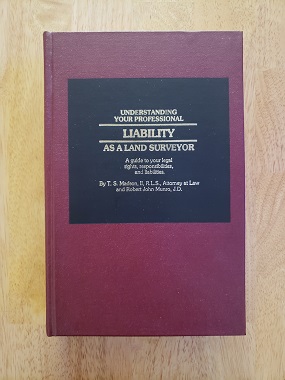 UNDERSTANDING
YOUR PROFESSIONAL
LIABILITY
AS A LAND SURVEYOR
A guide to your legal
rights, responsibilities,
and liabilities.
By T. S. Madson, II, R.L.S., Attorney at Law
and Robert John Munro, J.D.